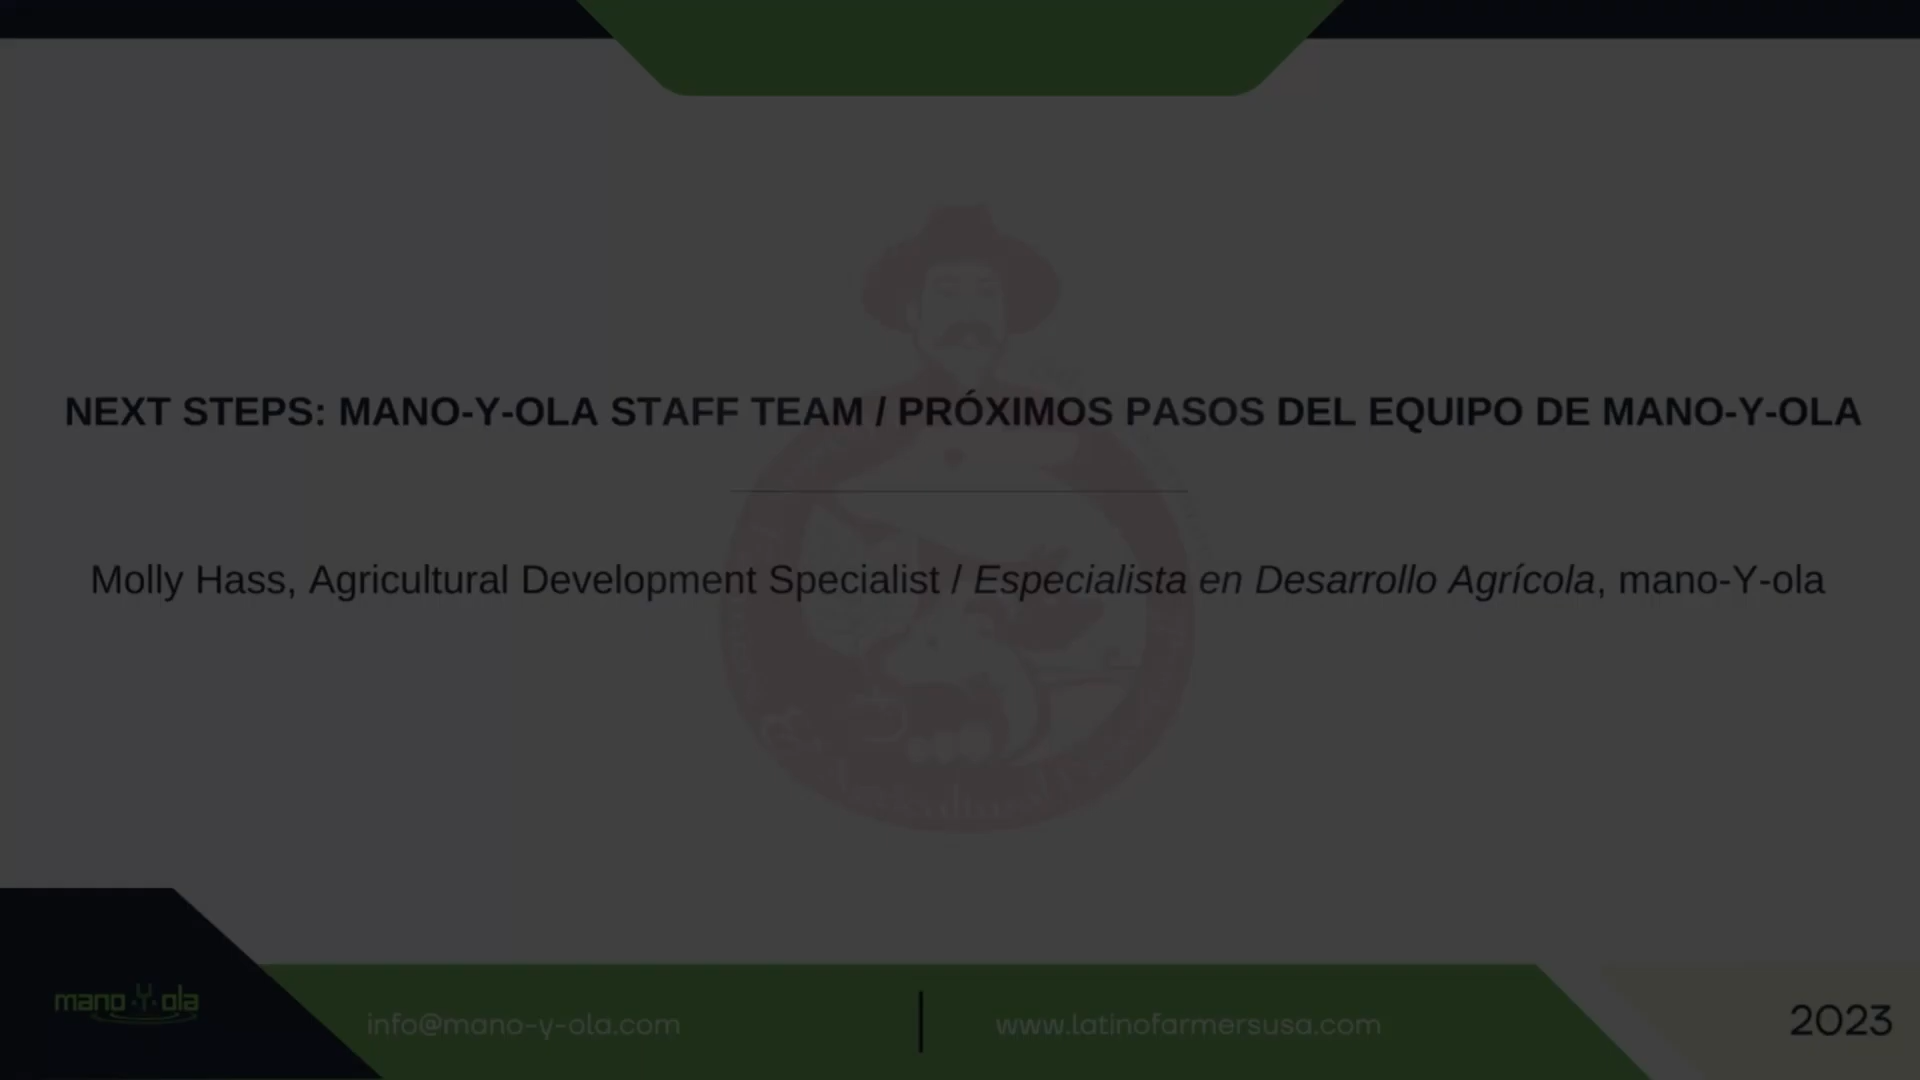 NEXT STEPS: MANO-Y-OLA STAFF TEAM / PRÓXIMOS PASOS DEL EQUIPO DE MANO-Y-OLA
Molly Hass, Agricultural Development Specialist / Especialista en Desarrollo Agrícola, mano-Y-ola
mano Y ola
info@mano-y-ola.com
www.latinofarmersusa.com
2023